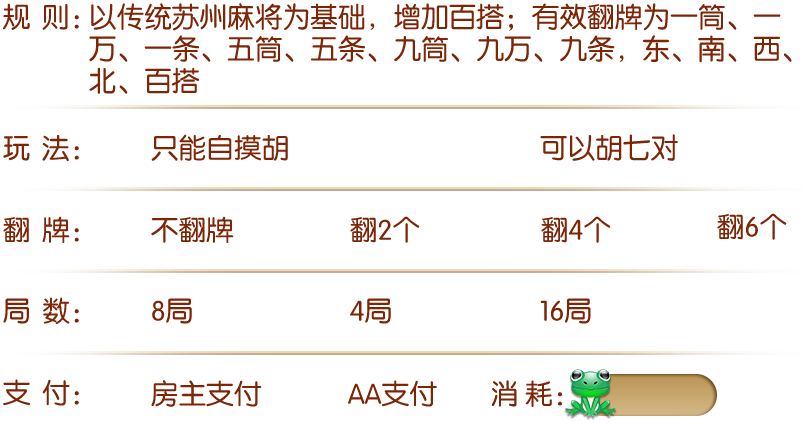 规 则: 以传统苏州麻将为基础，增加百搭；有效翻牌为一筒、一
万、一条、五筒、五条、九筒、九万、九条，东、南、西、
北、百搭
玩 法: 只能自摸胡 可以胡七对
翻 牌: 不翻牌 翻2个 翻4个 翻6个
局 数: 8局 4局 16局
支 付: 房主支付 AA支付 消 耗: